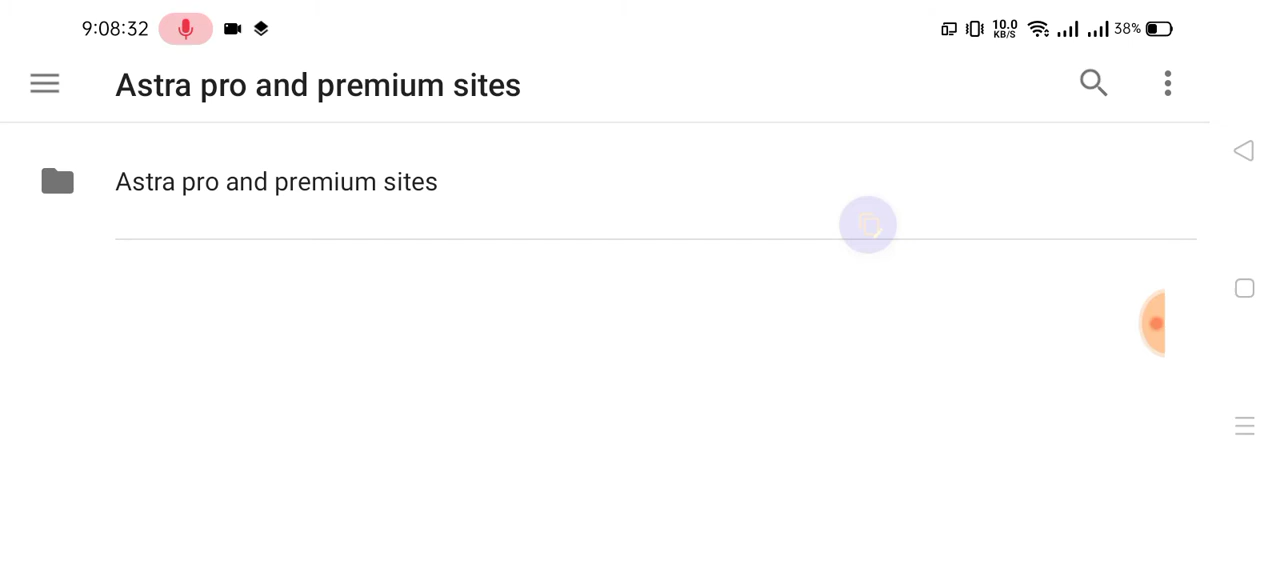 9:08:32 10.0 KB/S 38%
Astra pro and premium sites
Astra pro and premium sites